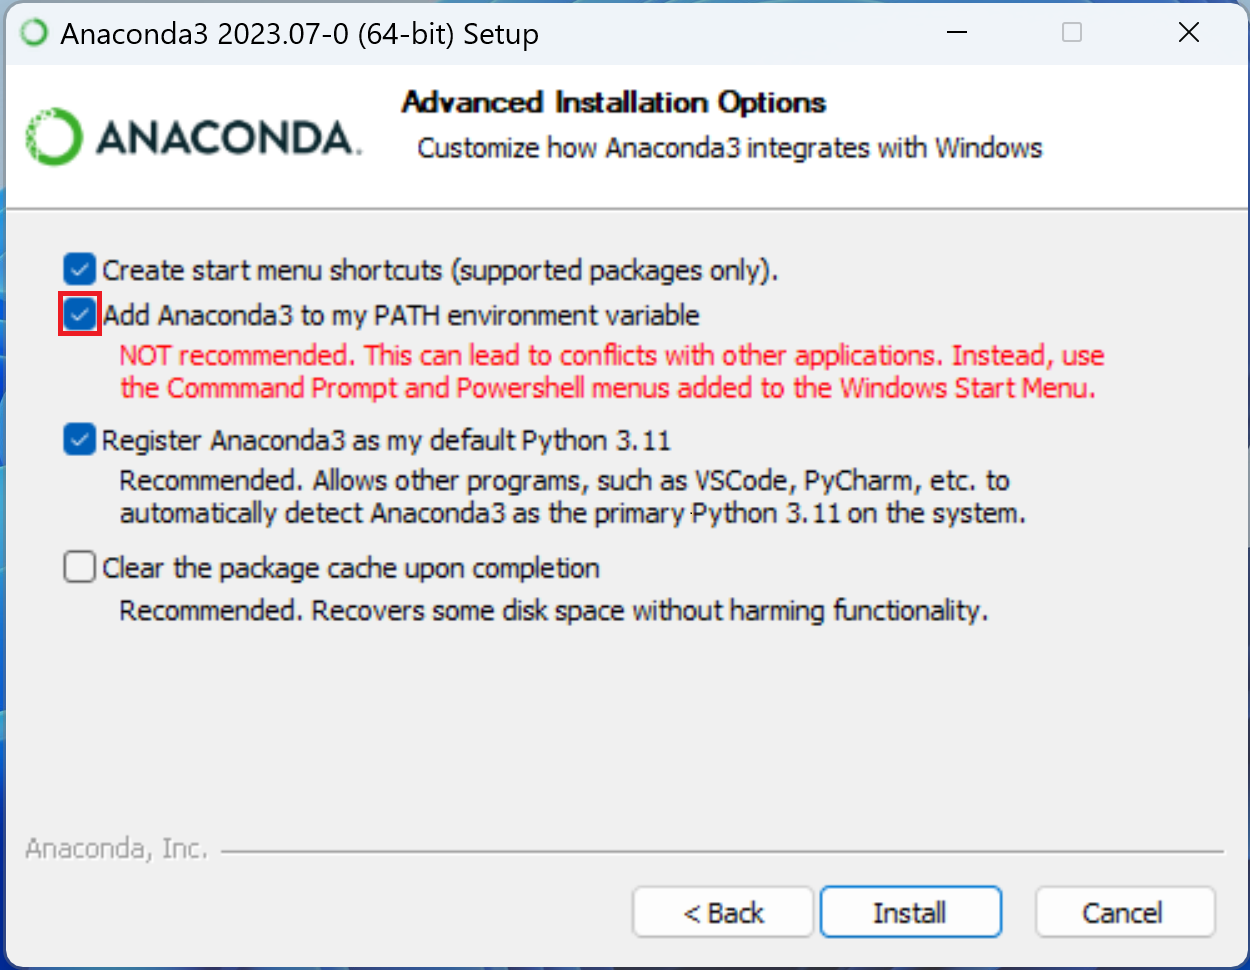 Anaconda3 2023.07-0 (64-bit) Setup
ANACONDA.
Advanced Installation Options
Customize how Anaconda3 integrates with Windows
Create start menu shortcuts (supported packages only).
Add Anaconda3 to my PATH environment variable
NOT recommended. This can lead to conflicts with other applications. Instead, use
the Commmand Prompt and Powershell menus added to the Windows Start Menu.
Register Anaconda3 as my default Python 3.11
Recommended. Allows other programs, such as VSCode, PyCharm, etc. to
automatically detect Anaconda3 as the primary Python 3.11 on the system.
Clear the package cache upon completion
Recommended. Recovers some disk space without harming functionality.
Anaconda, Inc.
< Back
Install
Cancel